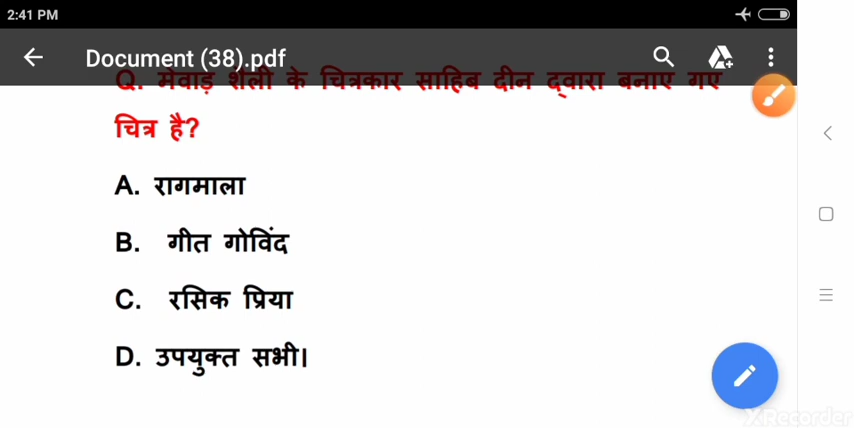 2:41 PM
Document (38).pdf
Q. मेवाड़ शैली के चित्रकार साहिब दीन द्वारा बनाए गए
चित्र है?
A. रागमाला
B. गीत गोविंद
C. रसिक प्रिया
D. उपयुक्त सभी।
XRecorder